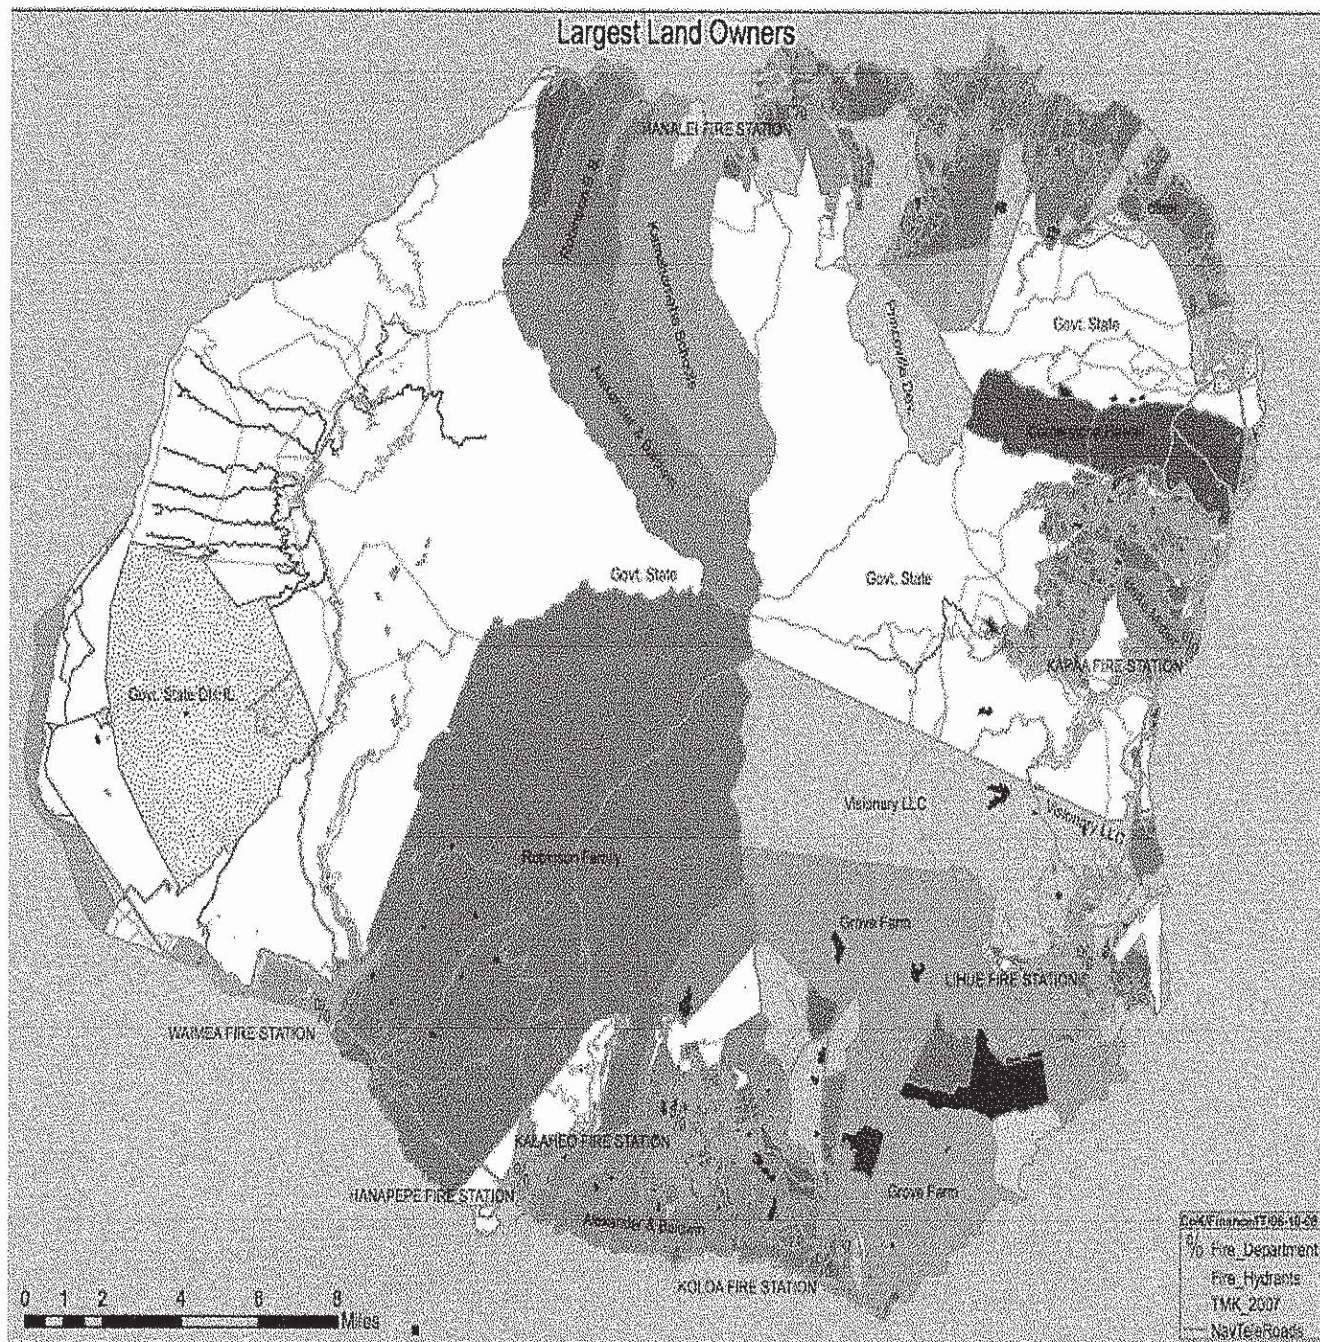 Largest Land Owners
HANALEI FIRE STATION
Govt. State
Govt. State
Govt. State
KAPAA FIRE STATION
Govt. State DHHL
Visionary LLC
Visionary LLC
Robinson Family
Grove Farm
LIHUE FIRE STATION
WAIMEA FIRE STATION
KALAHEO FIRE STATION
HANAPEPE FIRE STATION
Grove Farm
Alexander & Baldwin
KOLOA FIRE STATION
Fire_Department
Fire_Hydrants
TMK_2007
NavTeleRoads
0 1 2 4 6 8
Miles